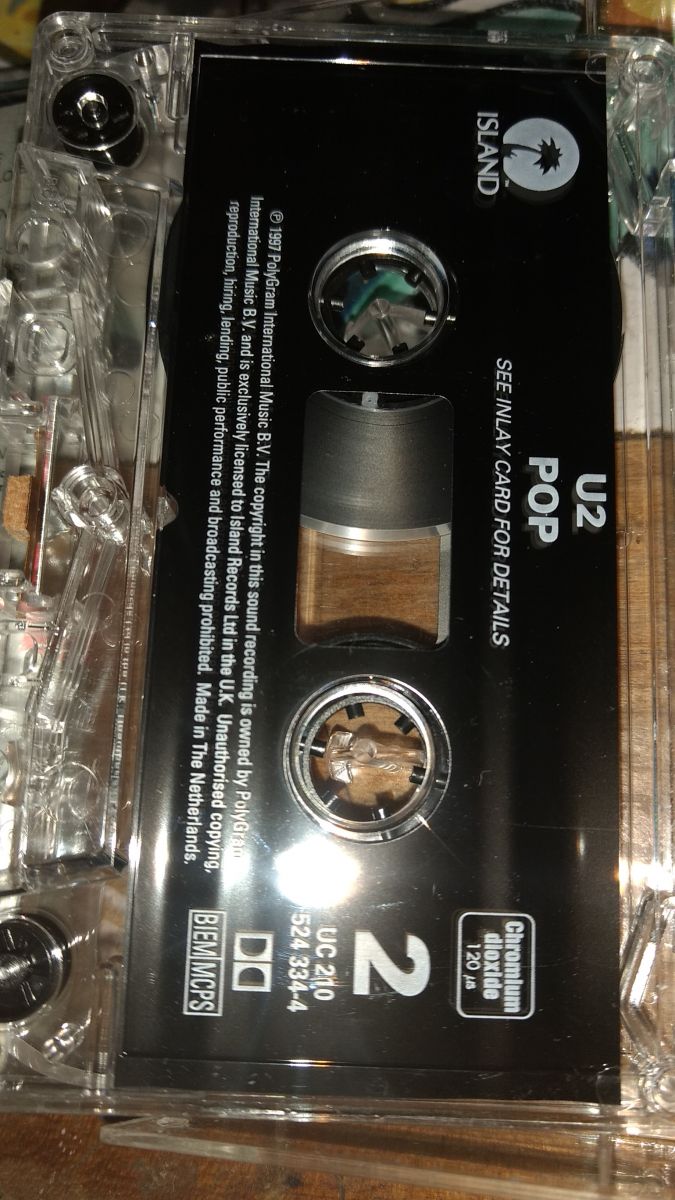 ISLAND
U2
POP
SEE INLAY CARD FOR DETAILS
Chromium
dioxide
120 µs
2
UC 210
524 334-4
BIEM MCPS
℗ 1997 PolyGram International Music B.V. The copyright in this sound recording is owned by PolyGram
International Music B.V. and is exclusively licensed to Island Records Ltd in the U.K. Unauthorised copying,
reproduction, hiring, lending, public performance and broadcasting prohibited. Made in The Netherlands.